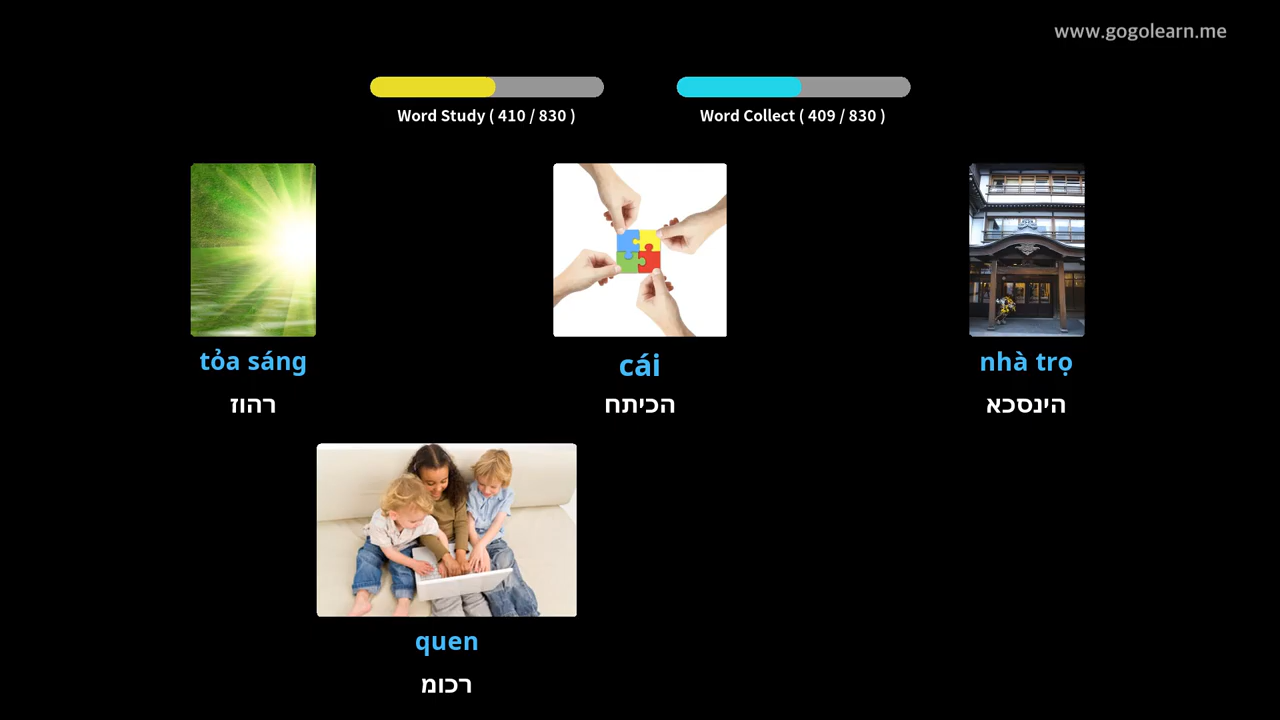 www.gogolearn.me
Word Study ( 410 / 830 )
Word Collect ( 409 / 830 )
tỏa sáng
רהוז
cái
הכיתח
nhà trọ
הינסכא
quen
רכומ